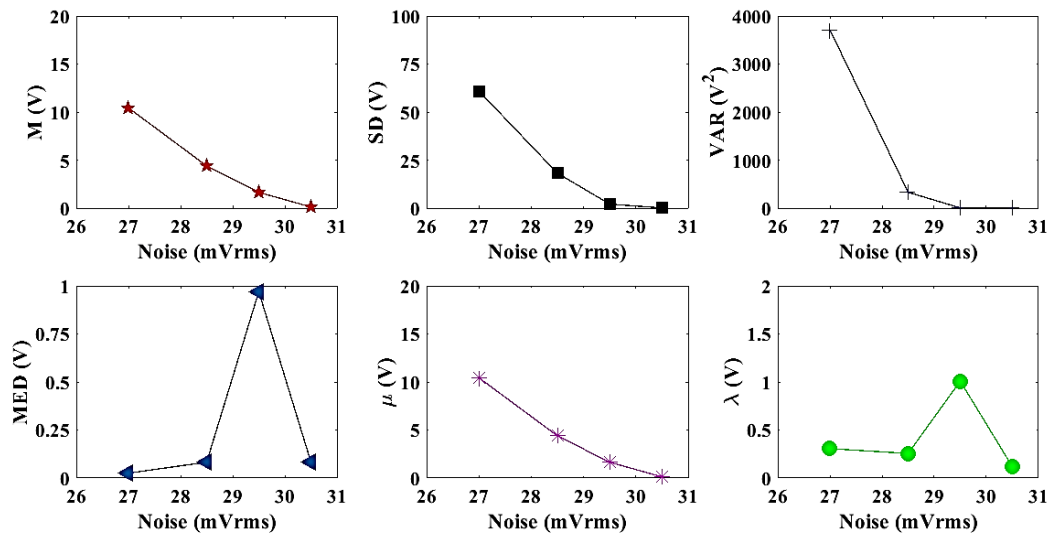 20
15
10
5
0
M (V)
26 27 28 29 30 31
Noise (mVrms)
100
75
50
25
0
SD (V)
26 27 28 29 30 31
Noise (mVrms)
4000
3000
2000
1000
0
VAR (V²)
26 27 28 29 30 31
Noise (mVrms)
1
0.75
0.5
0.25
0
MED (V)
26 27 28 29 30 31
Noise (mVrms)
20
15
10
5
0
μ (V)
26 27 28 29 30 31
Noise (mVrms)
2
1.5
1
0.5
0
λ (V)
26 27 28 29 30 31
Noise (mVrms)